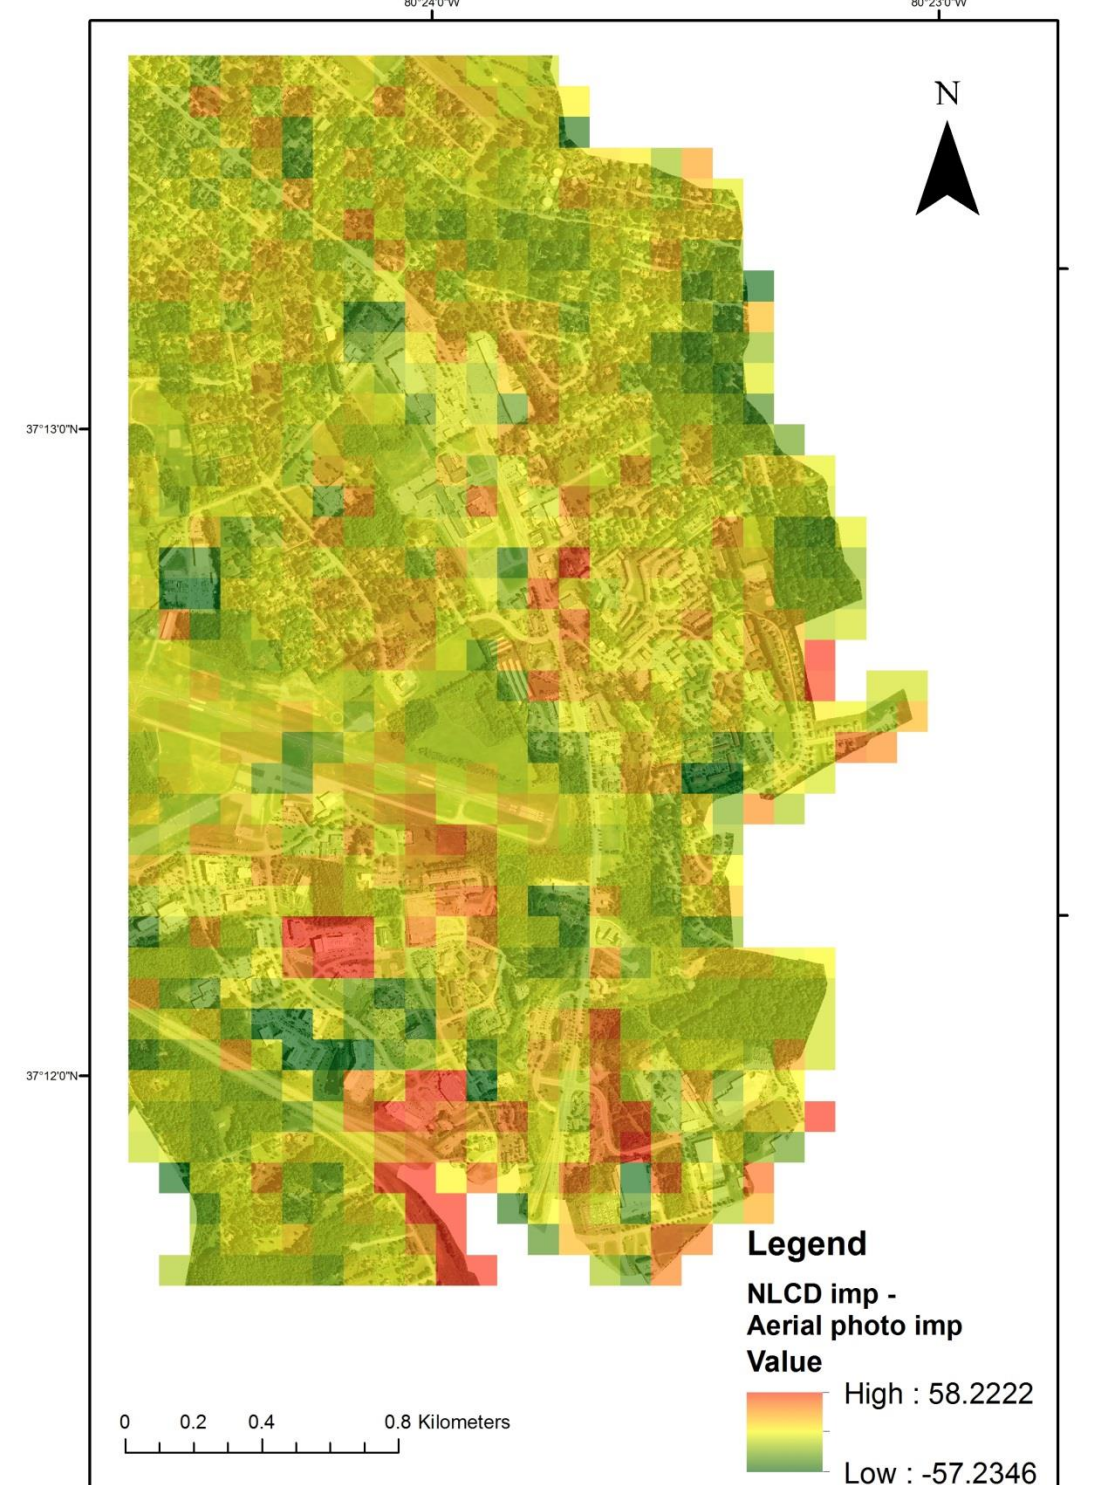 80°24'0"W 80°23'0"W
N
37°13'0"N
37°12'0"N
Legend
NLCD imp -
Aerial photo imp
Value
High : 58.2222
Low : -57.2346
0 0.2 0.4 0.8 Kilometers